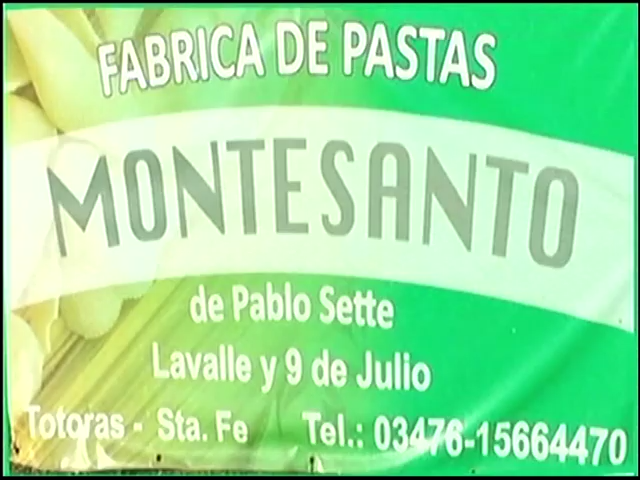 FABRICA DE PASTAS
MONTESANTO
de Pablo Sette
Lavalle y 9 de Julio
Totoras - Sta. Fe Tel.: 03476-15664470